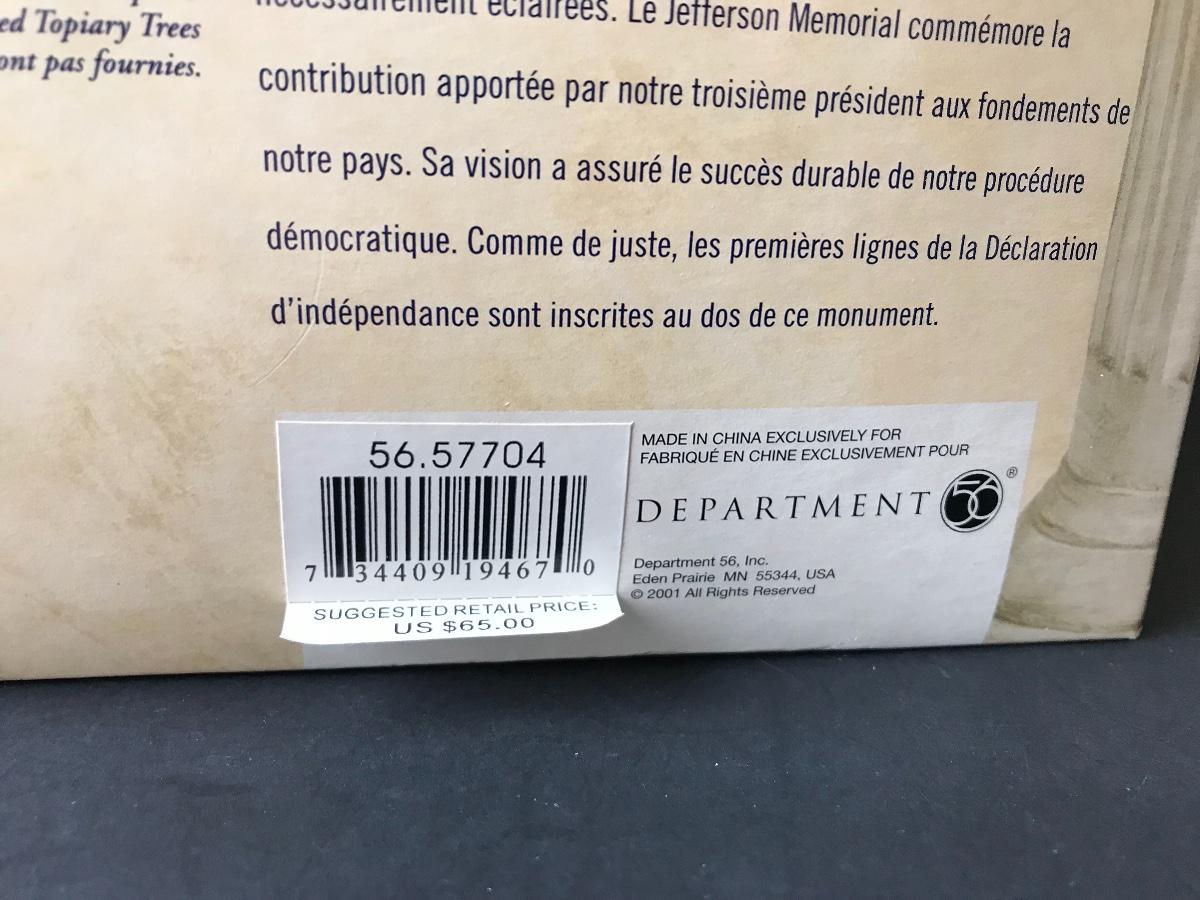 ed Topiary Trees
ont pas fournies.
nécessairement éclairées. Le Jefferson Memorial commémore la
contribution apportée par notre troisième président aux fondements de
notre pays. Sa vision a assuré le succès durable de notre procédure
démocratique. Comme de juste, les premières lignes de la Déclaration
d'indépendance sont inscrites au dos de ce monument.
56.57704
7 34409 19467 0
SUGGESTED RETAIL PRICE:
US $65.00
MADE IN CHINA EXCLUSIVELY FOR
FABRIQUÉ EN CHINE EXCLUSIVEMENT POUR
DEPARTMENT 56 ®
Department 56, Inc.
Eden Prairie MN 55344, USA
© 2001 All Rights Reserved